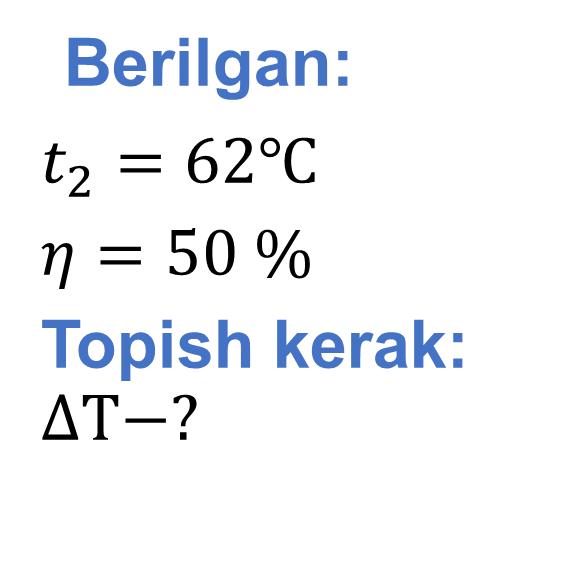 Berilgan:
t₂ = 62°C
η = 50 %
Topish kerak:
ΔT−?